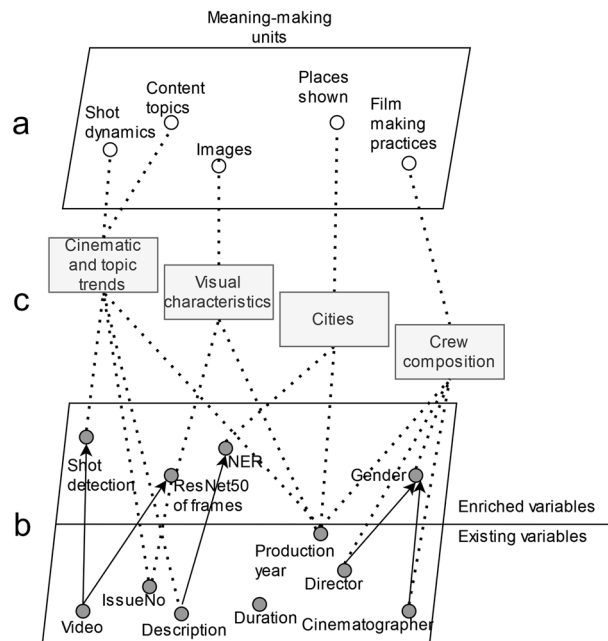 Meaning-making
units
a
Shot
dynamics
Content
topics
Images
Places
shown
Film
making
practices
c
Cinematic
and topic
trends
Visual
characteristics
Cities
Crew
composition
b
Shot
detection
ResNet50
of frames
NER
Gender
Enriched variables
Existing variables
Production
year
Director
IssueNo
Video
Description
Duration
Cinematographer